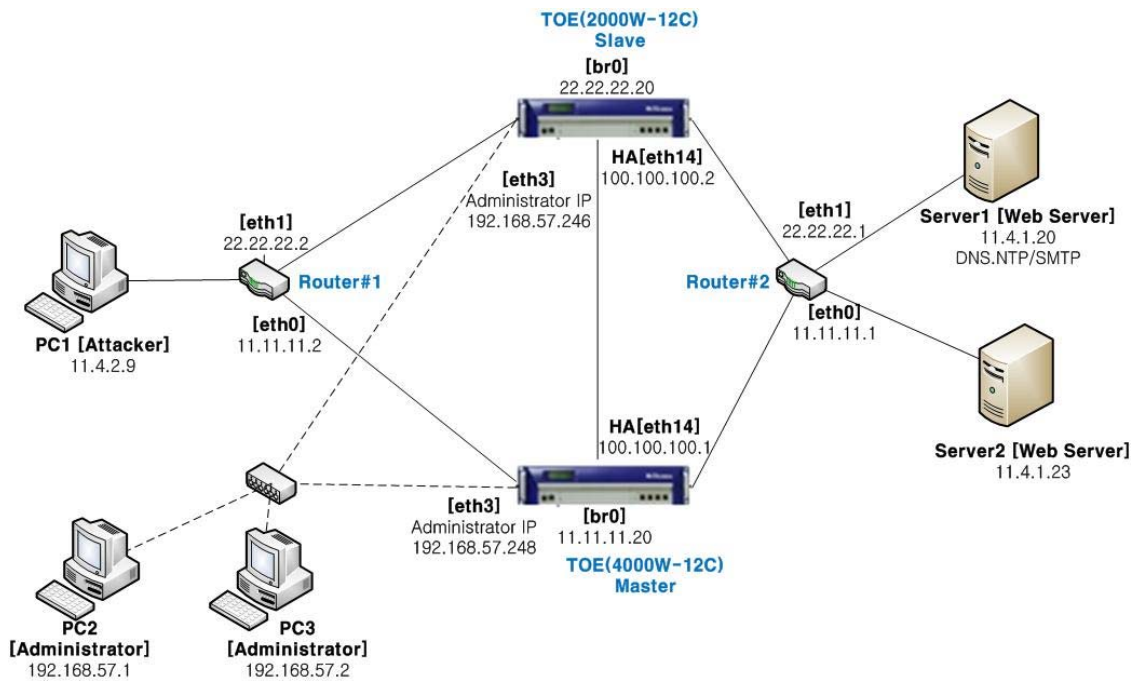 TOE(2000W-12C)
Slave
[br0]
22.22.22.20
HA[eth14]
100.100.100.2
[eth3]
Administrator IP
192.168.57.246
[eth1]
22.22.22.2
Router#1
[eth0]
11.11.11.2
PC1 [Attacker]
11.4.2.9
[eth1]
22.22.22.1
Router#2
[eth0]
11.11.11.1
Server1 [Web Server]
11.4.1.20
DNS.NTP/SMTP
Server2 [Web Server]
11.4.1.23
HA[eth14]
100.100.100.1
[eth3]
Administrator IP
192.168.57.248
[br0]
11.11.11.20
TOE(4000W-12C)
Master
PC2
[Administrator]
192.168.57.1
PC3
[Administrator]
192.168.57.2